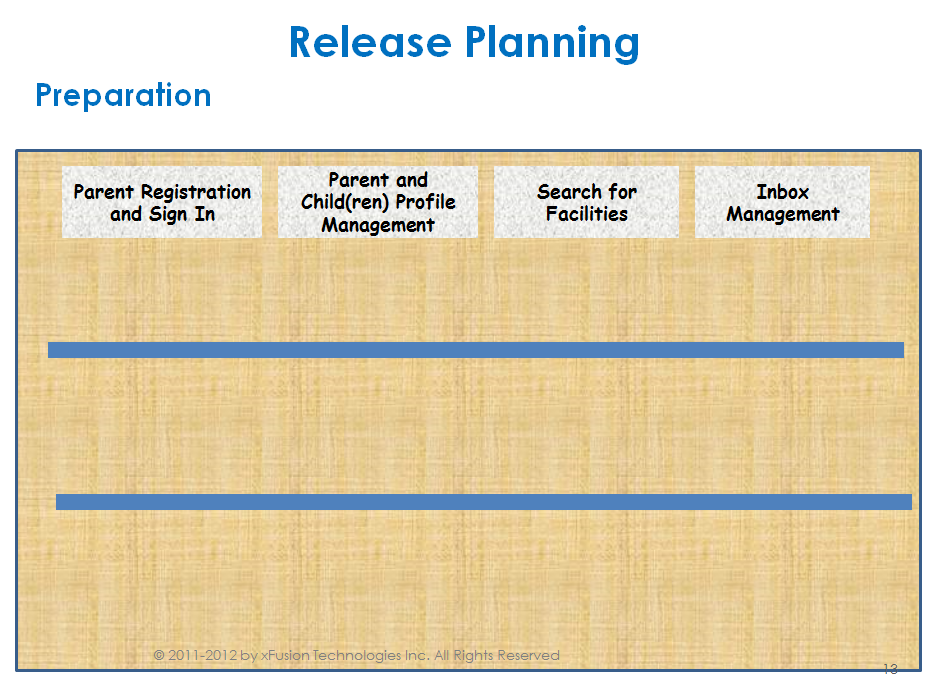 Release Planning
Preparation
Parent Registration
and Sign In
Parent and
Child(ren) Profile
Management
Search for
Facilities
Inbox
Management
© 2011-2012 by xFusion Technologies Inc. All Rights Reserved
13